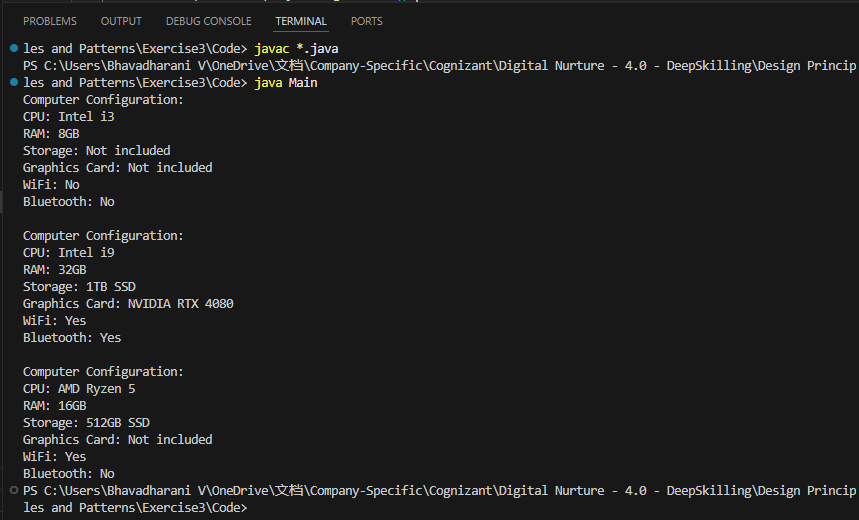 PROBLEMS OUTPUT DEBUG CONSOLE TERMINAL PORTS
les and Patterns\Exercise3\Code> javac *.java
PS C:\Users\Bhavadharani V\OneDrive\文档\Company-Specific\Cognizant\Digital Nurture - 4.0 - DeepSkilling\Design Princip
les and Patterns\Exercise3\Code> java Main
Computer Configuration:
CPU: Intel i3
RAM: 8GB
Storage: Not included
Graphics Card: Not included
WiFi: No
Bluetooth: No
Computer Configuration:
CPU: Intel i9
RAM: 32GB
Storage: 1TB SSD
Graphics Card: NVIDIA RTX 4080
WiFi: Yes
Bluetooth: Yes
Computer Configuration:
CPU: AMD Ryzen 5
RAM: 16GB
Storage: 512GB SSD
Graphics Card: Not included
WiFi: Yes
Bluetooth: No
PS C:\Users\Bhavadharani V\OneDrive\文档\Company-Specific\Cognizant\Digital Nurture - 4.0 - DeepSkilling\Design Princip
les and Patterns\Exercise3\Code>